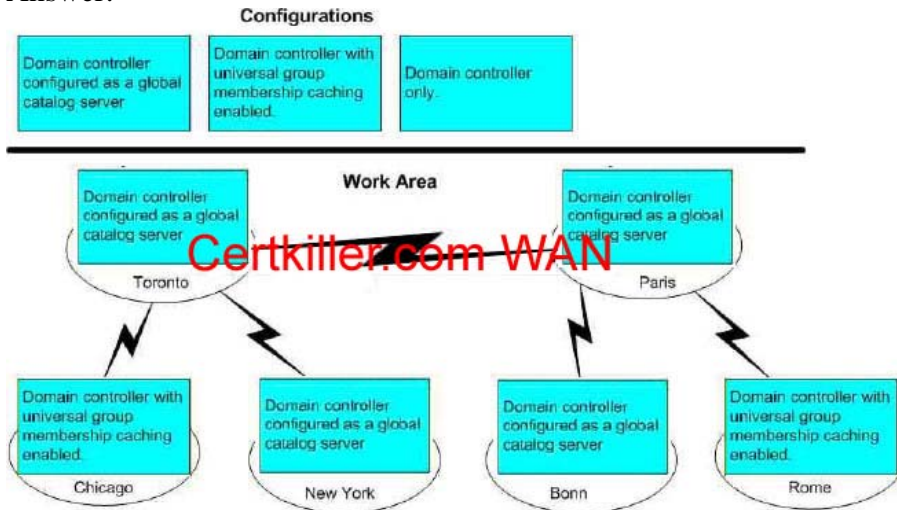 Configurations
Domain controller
configured as a global
catalog server
Domain controller with
universal group
membership caching
enabled.
Domain controller
only.
Work Area
Domain controller
configured as a global
catalog server
Domain controller
configured as a global
catalog server
Certkiller.com WAN
Toronto
Paris
Domain controller with
universal group
membership caching
enabled.
Domain controller
configured as a global
catalog server
Domain controller
configured as a global
catalog server
Domain controller with
universal group
membership caching
enabled.
Chicago
New York
Bonn
Rome